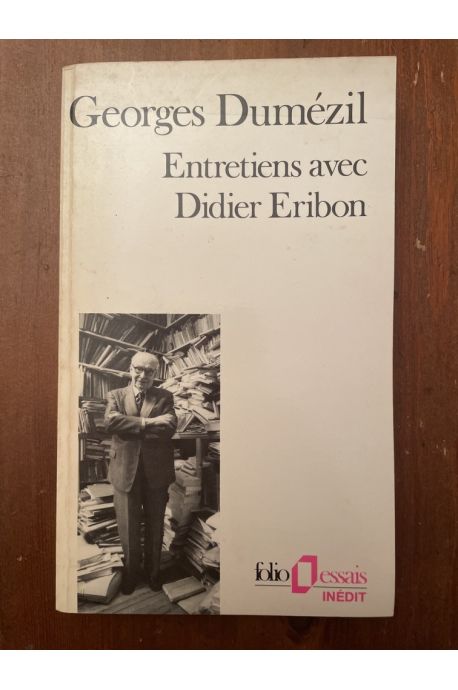 Georges Dumézil
Entretiens avec
Didier Eribon
folio essais
INÉDIT